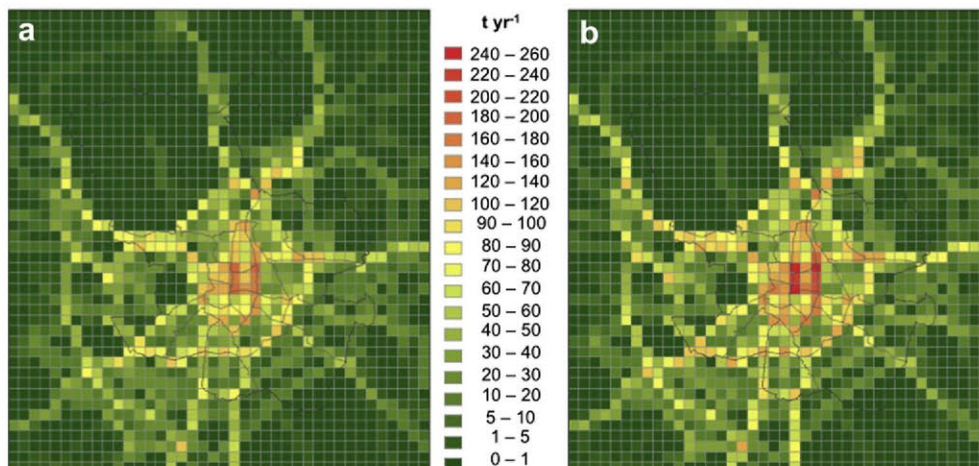 a
t yr-1
b
240 – 260
220 – 240
200 – 220
180 – 200
160 – 180
140 – 160
120 – 140
100 – 120
90 – 100
80 – 90
70 – 80
60 – 70
50 – 60
40 – 50
30 – 40
20 – 30
10 – 20
5 – 10
1 – 5
0 – 1